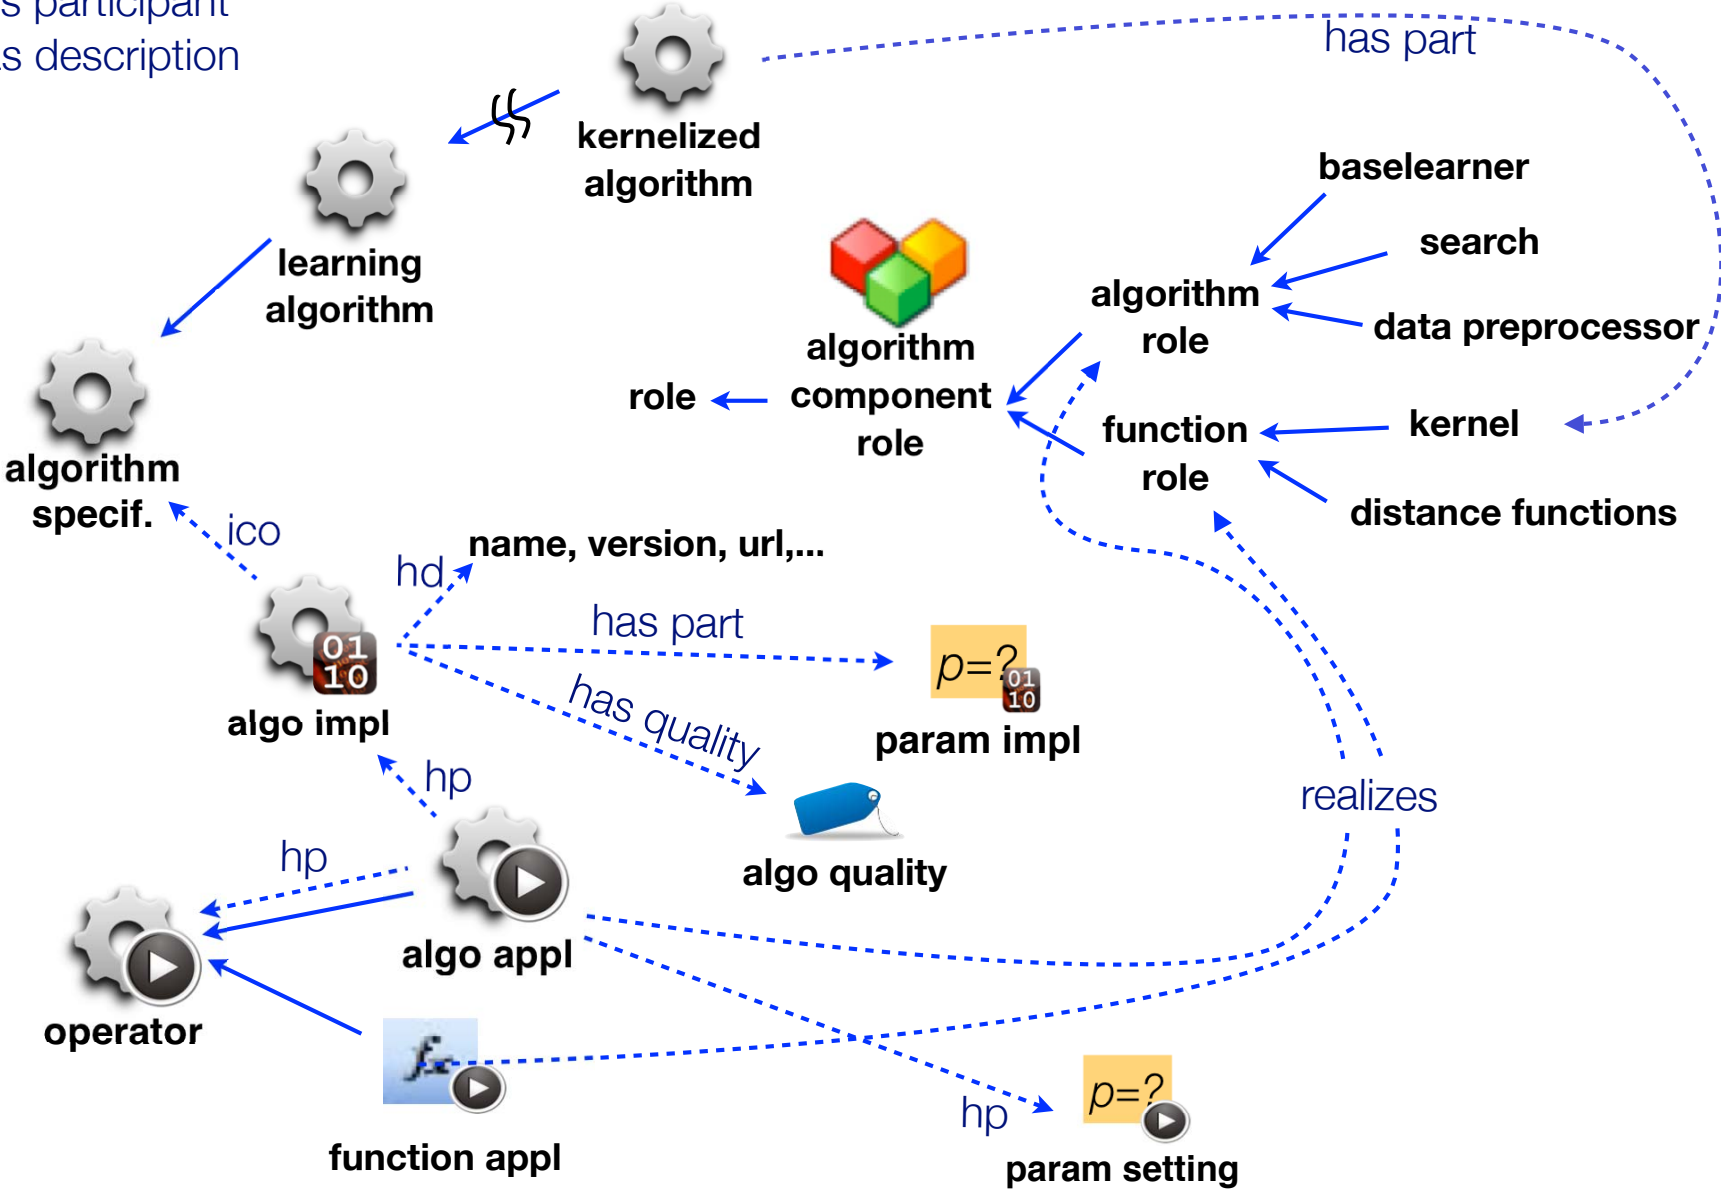 s participant
s description
has part
kernelized
algorithm
baselearner
search
learning
algorithm
algorithm
role
data preprocessor
algorithm
component
role
role
function
role
kernel
distance functions
algorithm
specif.
ico
hd
name, version, url,...
has part
01
10
p=?
01
10
algo impl
has quality
param impl
hp
algo quality
realizes
hp
algo appl
operator
fx
function appl
hp
p=?
param setting